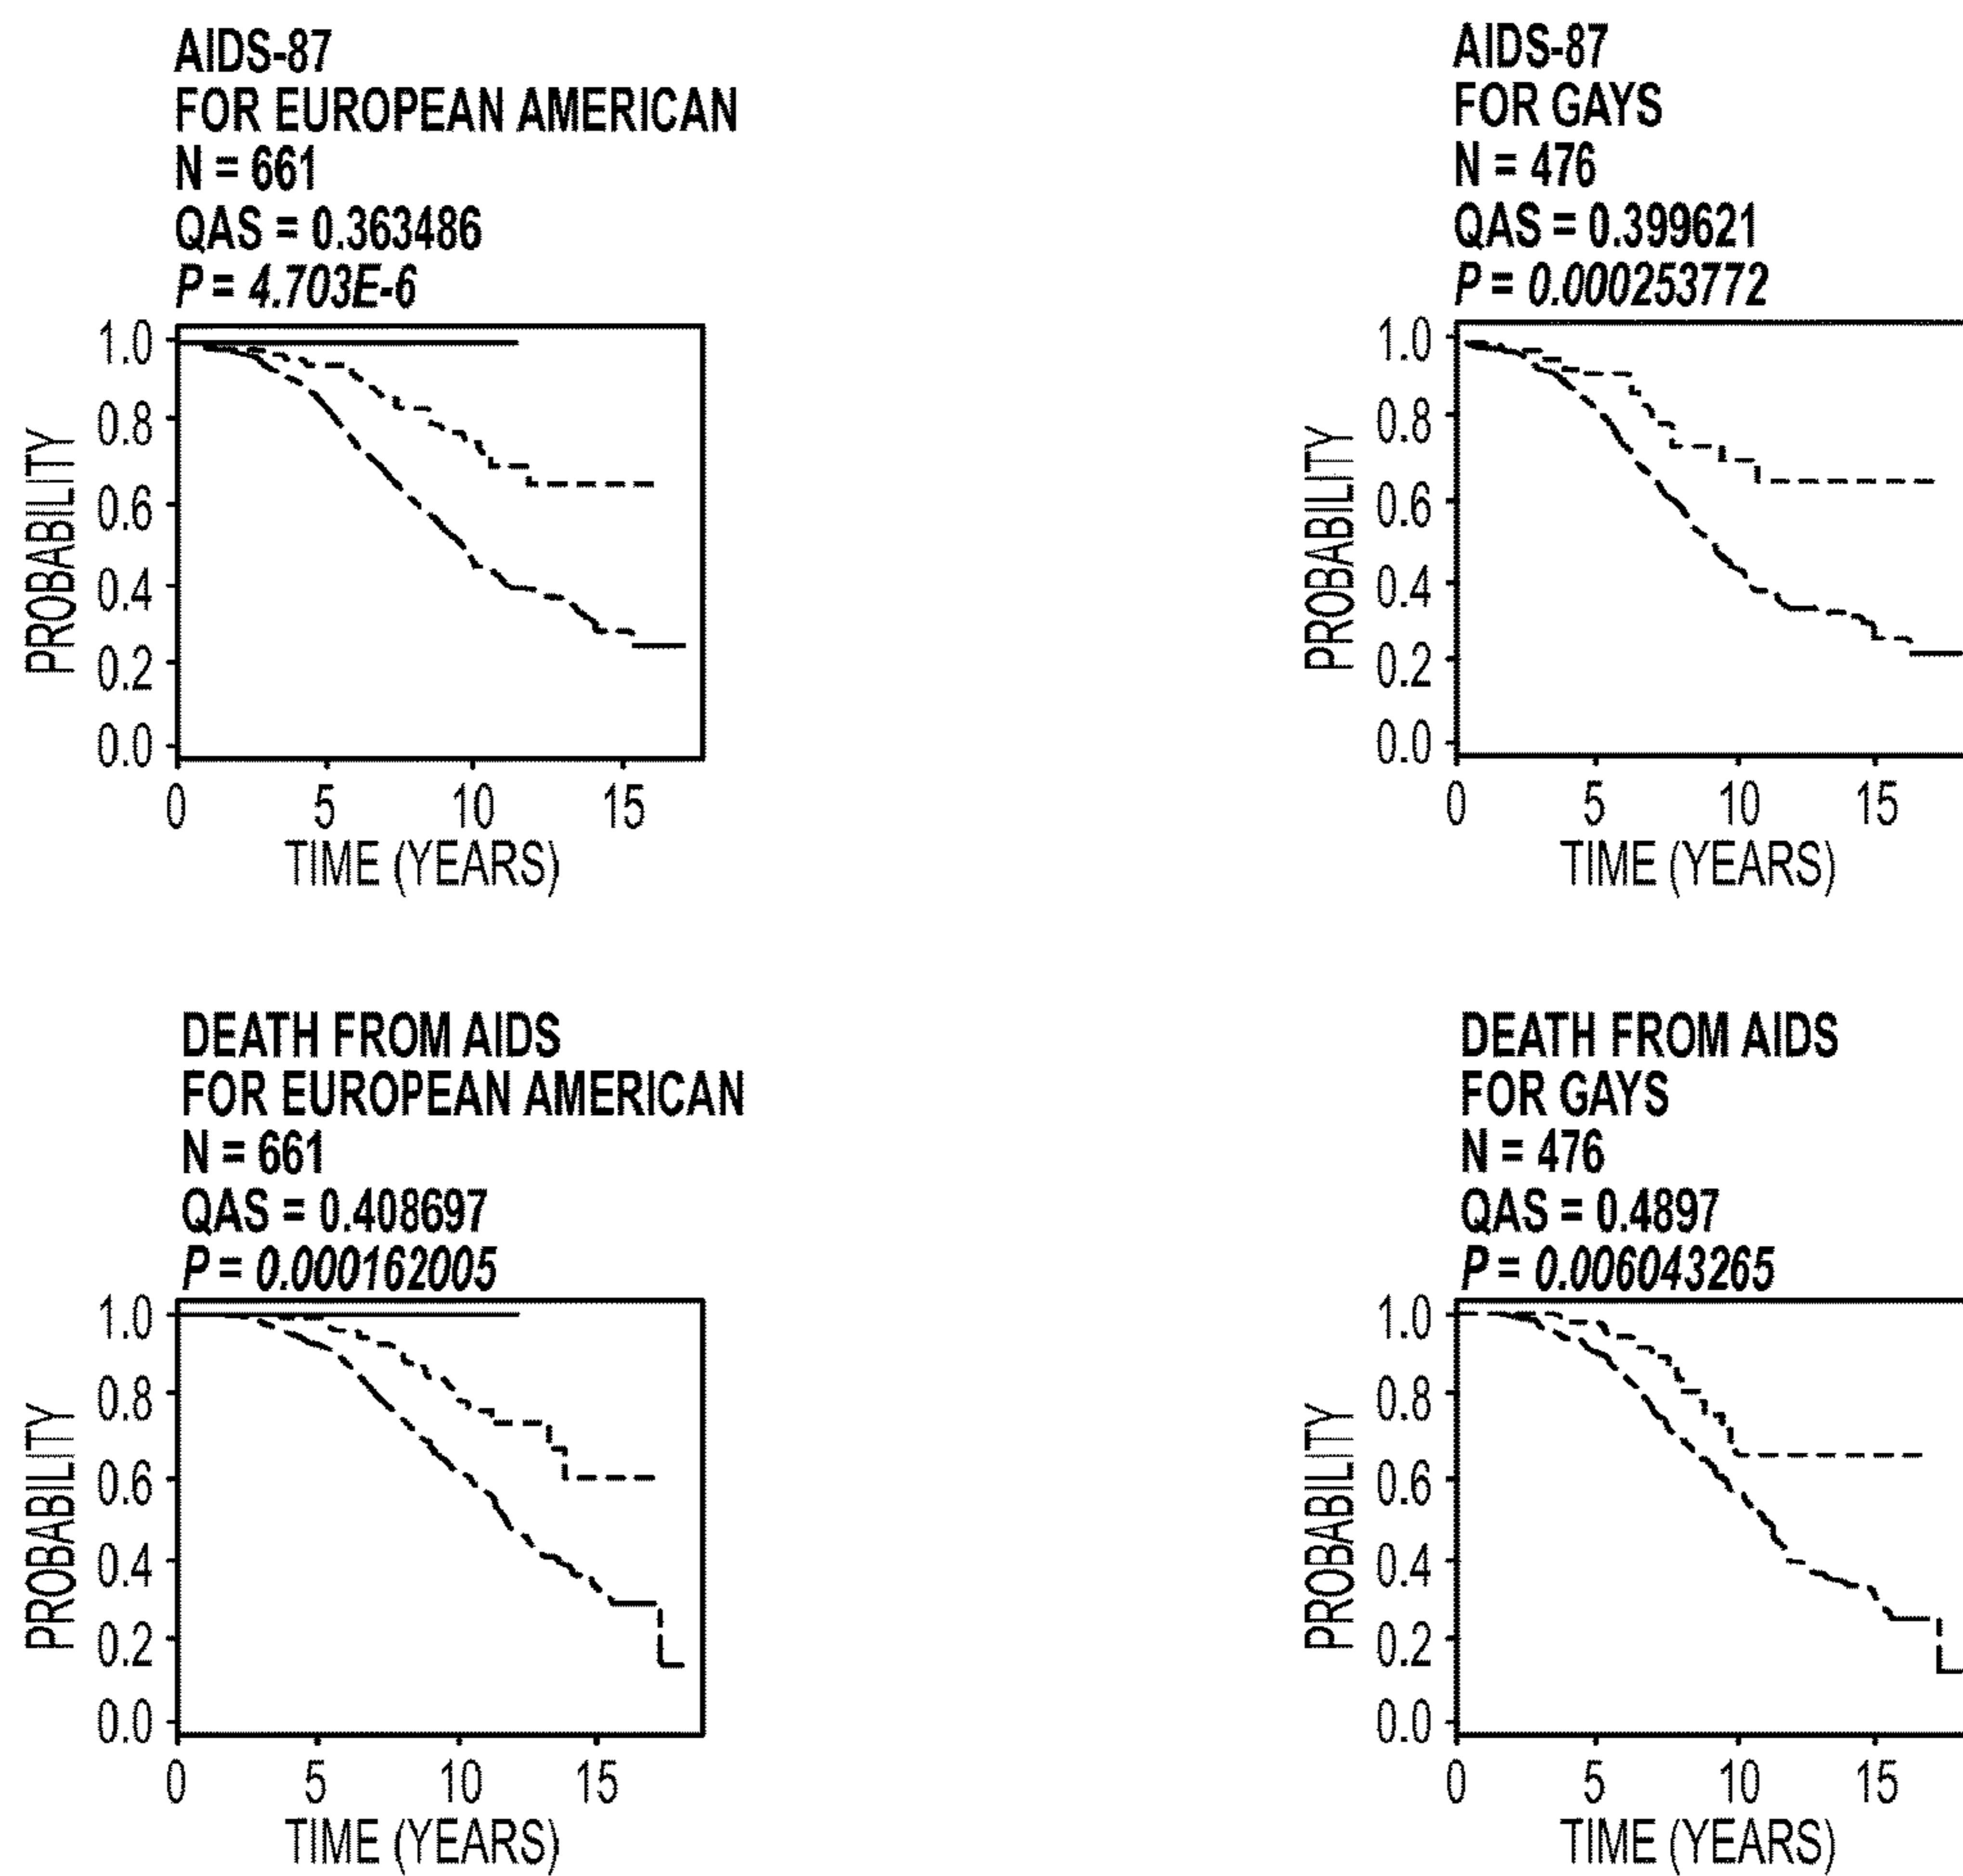 AIDS-87
FOR EUROPEAN AMERICAN
N = 661
QAS = 0.363486
P = 4.703E-6
1.0
0.8
0.6
0.4
0.2
0.0
PROBABILITY
0 5 10 15
TIME (YEARS)
AIDS-87
FOR GAYS
N = 476
QAS = 0.399621
P = 0.000253772
1.0
0.8
0.6
0.4
0.2
0.0
PROBABILITY
0 5 10 15
TIME (YEARS)
DEATH FROM AIDS
FOR EUROPEAN AMERICAN
N = 661
QAS = 0.408697
P = 0.000162005
1.0
0.8
0.6
0.4
0.2
0.0
PROBABILITY
0 5 10 15
TIME (YEARS)
DEATH FROM AIDS
FOR GAYS
N = 476
QAS = 0.4897
P = 0.006043265
1.0
0.8
0.6
0.4
0.2
0.0
PROBABILITY
0 5 10 15
TIME (YEARS)